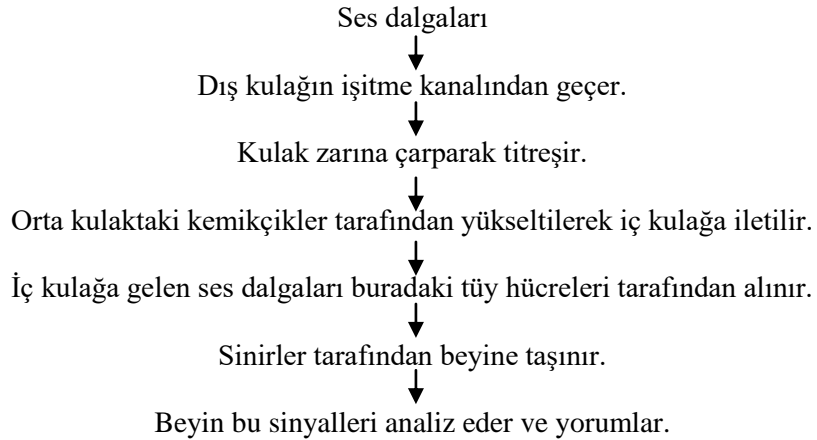 Ses dalgaları
Dış kulağın işitme kanalından geçer.
Kulak zarına çarparak titreşir.
Orta kulaktaki kemikçikler tarafından yükseltilerek iç kulağa iletilir.
İç kulağa gelen ses dalgaları buradaki tüy hücreleri tarafından alınır.
Sinirler tarafından beyine taşınır.
Beyin bu sinyalleri analiz eder ve yorumlar.